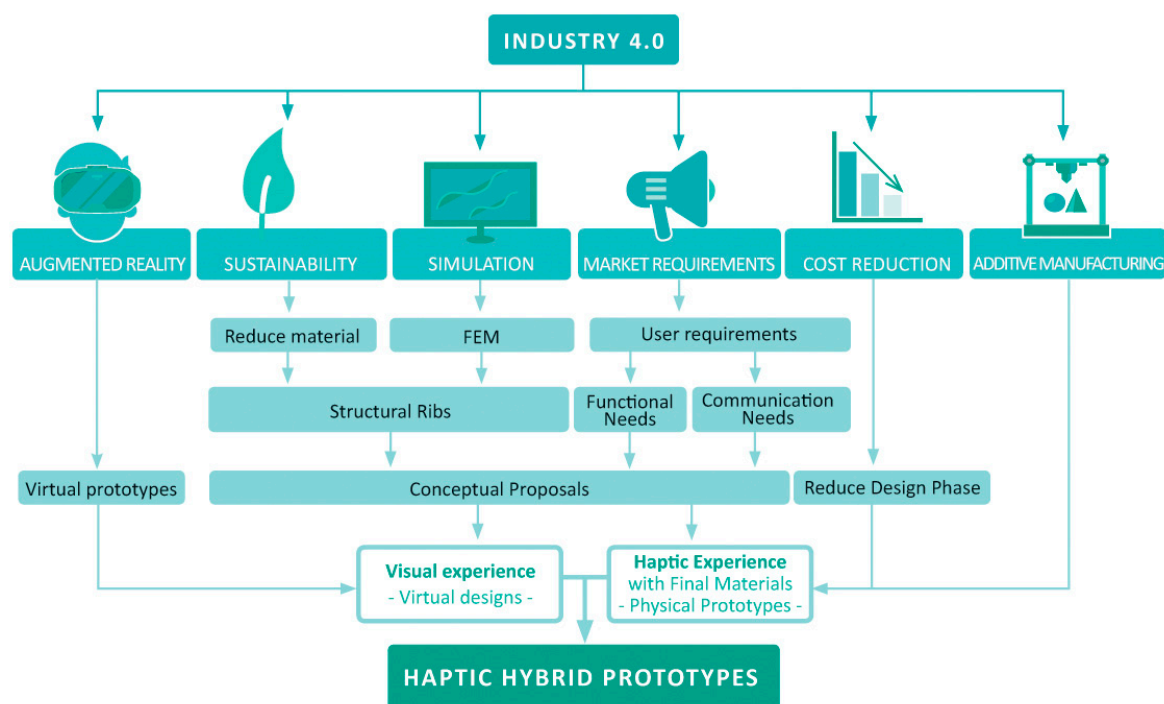 INDUSTRY 4.0
AUGMENTED REALITY
SUSTAINABILITY
SIMULATION
MARKET REQUIREMENTS
COST REDUCTION
ADDITIVE MANUFACTURING
Reduce material
FEM
User requirements
Structural Ribs
Functional
Needs
Communication
Needs
Virtual prototypes
Conceptual Proposals
Reduce Design Phase
Visual experience
- Virtual designs -
Haptic Experience
with Final Materials
- Physical Prototypes -
HAPTIC HYBRID PROTOTYPES